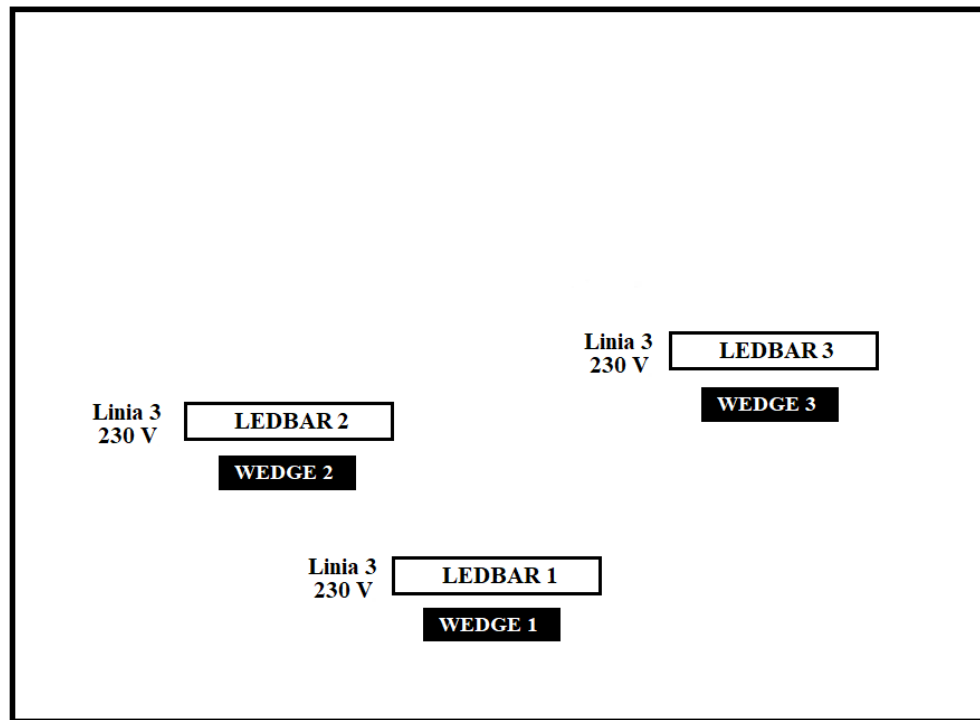 Linia 3
230 V
LEDBAR 3
WEDGE 3
Linia 3
230 V
LEDBAR 2
WEDGE 2
Linia 3
230 V
LEDBAR 1
WEDGE 1